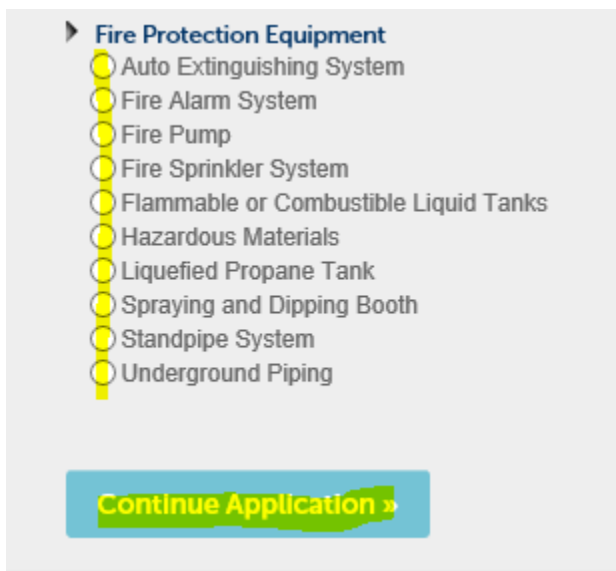 Fire Protection Equipment
Auto Extinguishing System
Fire Alarm System
Fire Pump
Fire Sprinkler System
Flammable or Combustible Liquid Tanks
Hazardous Materials
Liquefied Propane Tank
Spraying and Dipping Booth
Standpipe System
Underground Piping
Continue Application »